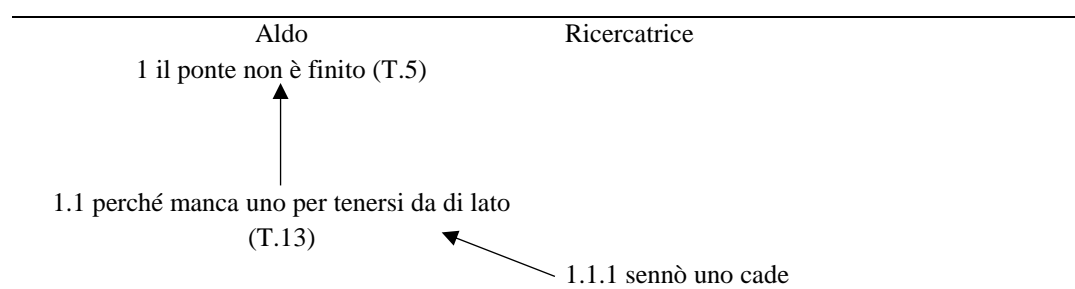 Aldo Ricercatrice
1 il ponte non è finito (T.5)
1.1 perché manca uno per tenersi da di lato
(T.13)
1.1.1 sennò uno cade